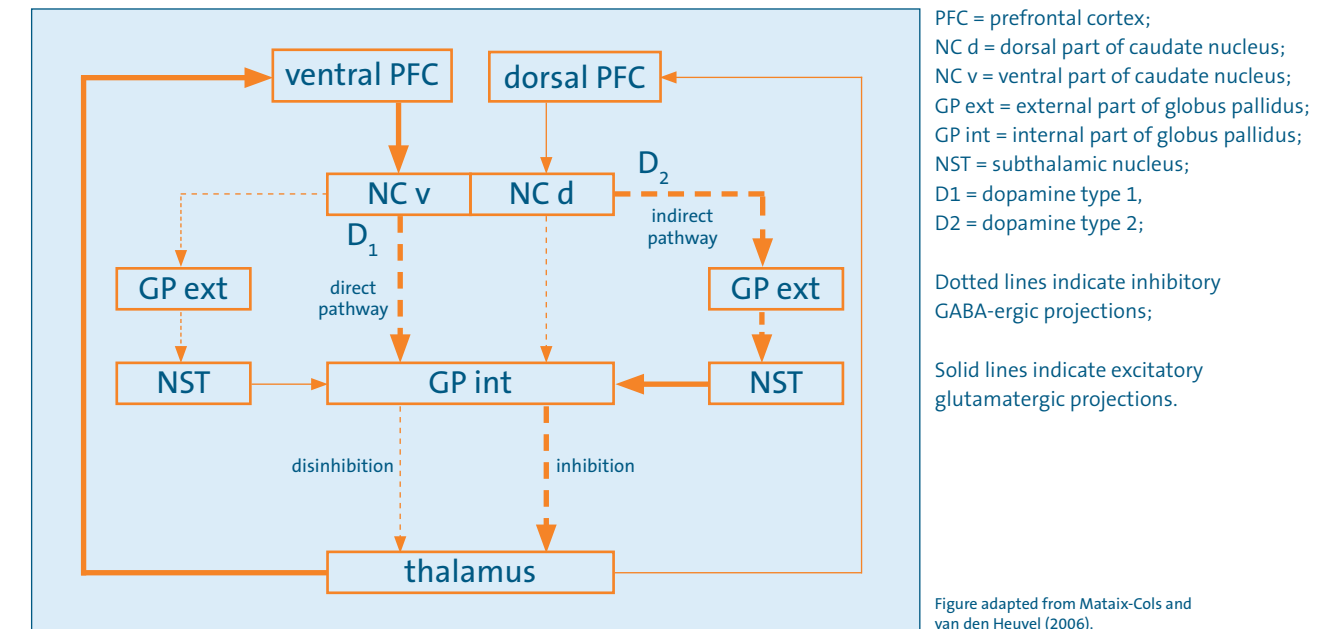 ventral PFC
dorsal PFC
NC v
NC d
D2
indirect
pathway
D1
direct
pathway
GP ext
GP ext
NST
GP int
NST
disinhibition
inhibition
thalamus
PFC = prefrontal cortex;
NC d = dorsal part of caudate nucleus;
NC v = ventral part of caudate nucleus;
GP ext = external part of globus pallidus;
GP int = internal part of globus pallidus;
NST = subthalamic nucleus;
D1 = dopamine type 1,
D2 = dopamine type 2;
Dotted lines indicate inhibitory
GABA-ergic projections;
Solid lines indicate excitatory
glutamatergic projections.
Figure adapted from Mataix-Cols and
van den Heuvel (2006).